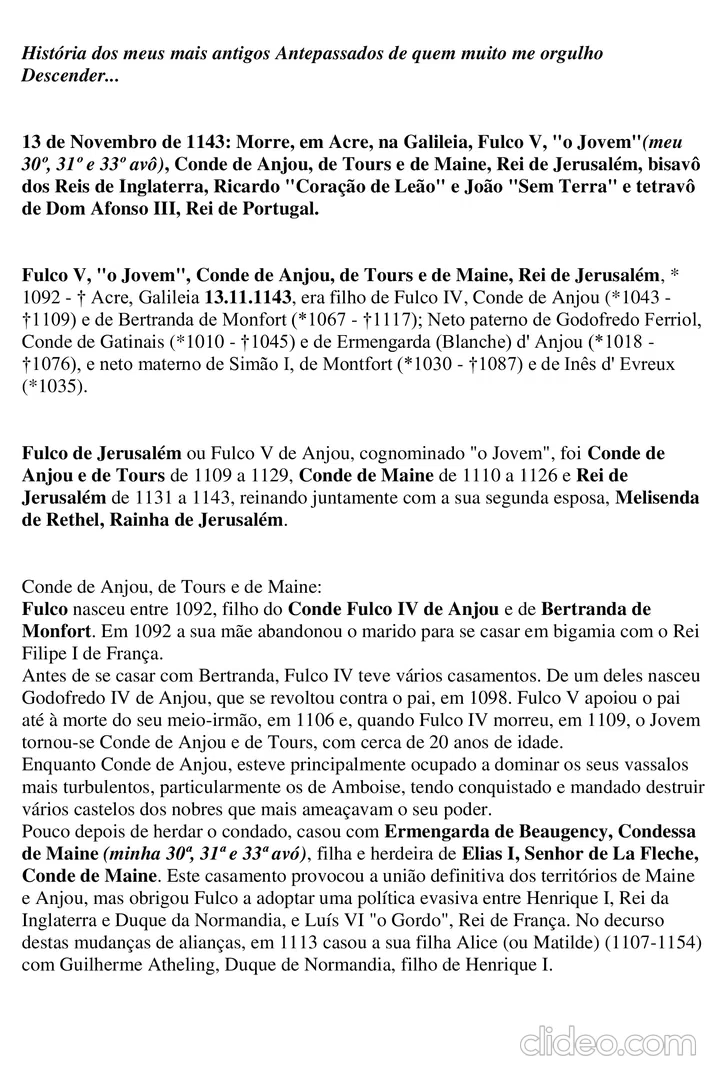 História dos meus mais antigos Antepassados de quem muito me orgulho
Descender...
13 de Novembro de 1143: Morre, em Acre, na Galileia, Fulco V, "o Jovem"(meu
30º, 31º e 33º avô), Conde de Anjou, de Tours e de Maine, Rei de Jerusalém, bisavô
dos Reis de Inglaterra, Ricardo "Coração de Leão" e João "Sem Terra" e tetravô
de Dom Afonso III, Rei de Portugal.
Fulco V, "o Jovem", Conde de Anjou, de Tours e de Maine, Rei de Jerusalém, *
1092 - † Acre, Galileia 13.11.1143, era filho de Fulco IV, Conde de Anjou (*1043 -
†1109) e de Bertranda de Monfort (*1067 - †1117); Neto paterno de Godofredo Ferriol,
Conde de Gatinais (*1010 - †1045) e de Ermengarda (Blanche) d' Anjou (*1018 -
†1076), e neto materno de Simão I, de Montfort (*1030 - †1087) e de Inês d' Evreux
(*1035).
Fulco de Jerusalém ou Fulco V de Anjou, cognominado "o Jovem", foi Conde de
Anjou e de Tours de 1109 a 1129, Conde de Maine de 1110 a 1126 e Rei de
Jerusalém de 1131 a 1143, reinando juntamente com a sua segunda esposa, Melisenda
de Rethel, Rainha de Jerusalém.
Conde de Anjou, de Tours e de Maine:
Fulco nasceu entre 1092, filho do Conde Fulco IV de Anjou e de Bertranda de
Monfort. Em 1092 a sua mãe abandonou o marido para se casar em bigamia com o Rei
Filipe I de França.
Antes de se casar com Bertranda, Fulco IV teve vários casamentos. De um deles nasceu
Godofredo IV de Anjou, que se revoltou contra o pai, em 1098. Fulco V apoiou o pai
até à morte do seu meio-irmão, em 1106 e, quando Fulco IV morreu, em 1109, o Jovem
tornou-se Conde de Anjou e de Tours, com cerca de 20 anos de idade.
Enquanto Conde de Anjou, esteve principalmente ocupado a dominar os seus vassalos
mais turbulentos, particularmente os de Amboise, tendo conquistado e mandado destruir
vários castelos dos nobres que mais ameaçavam o seu poder.
Pouco depois de herdar o condado, casou com Ermengarda de Beaugency, Condessa
de Maine (minha 30ª, 31ª e 33ª avó), filha e herdeira de Elias I, Senhor de La Fleche,
Conde de Maine. Este casamento provocou a união definitiva dos territórios de Maine
e Anjou, mas obrigou Fulco a adoptar uma política evasiva entre Henrique I, Rei da
Inglaterra e Duque da Normandia, e Luís VI "o Gordo", Rei de França. No decurso
destas mudanças de alianças, em 1113 casou a sua filha Alice (ou Matilde) (1107-1154)
com Guilherme Atheling, Duque de Normandia, filho de Henrique I.
clideo.com